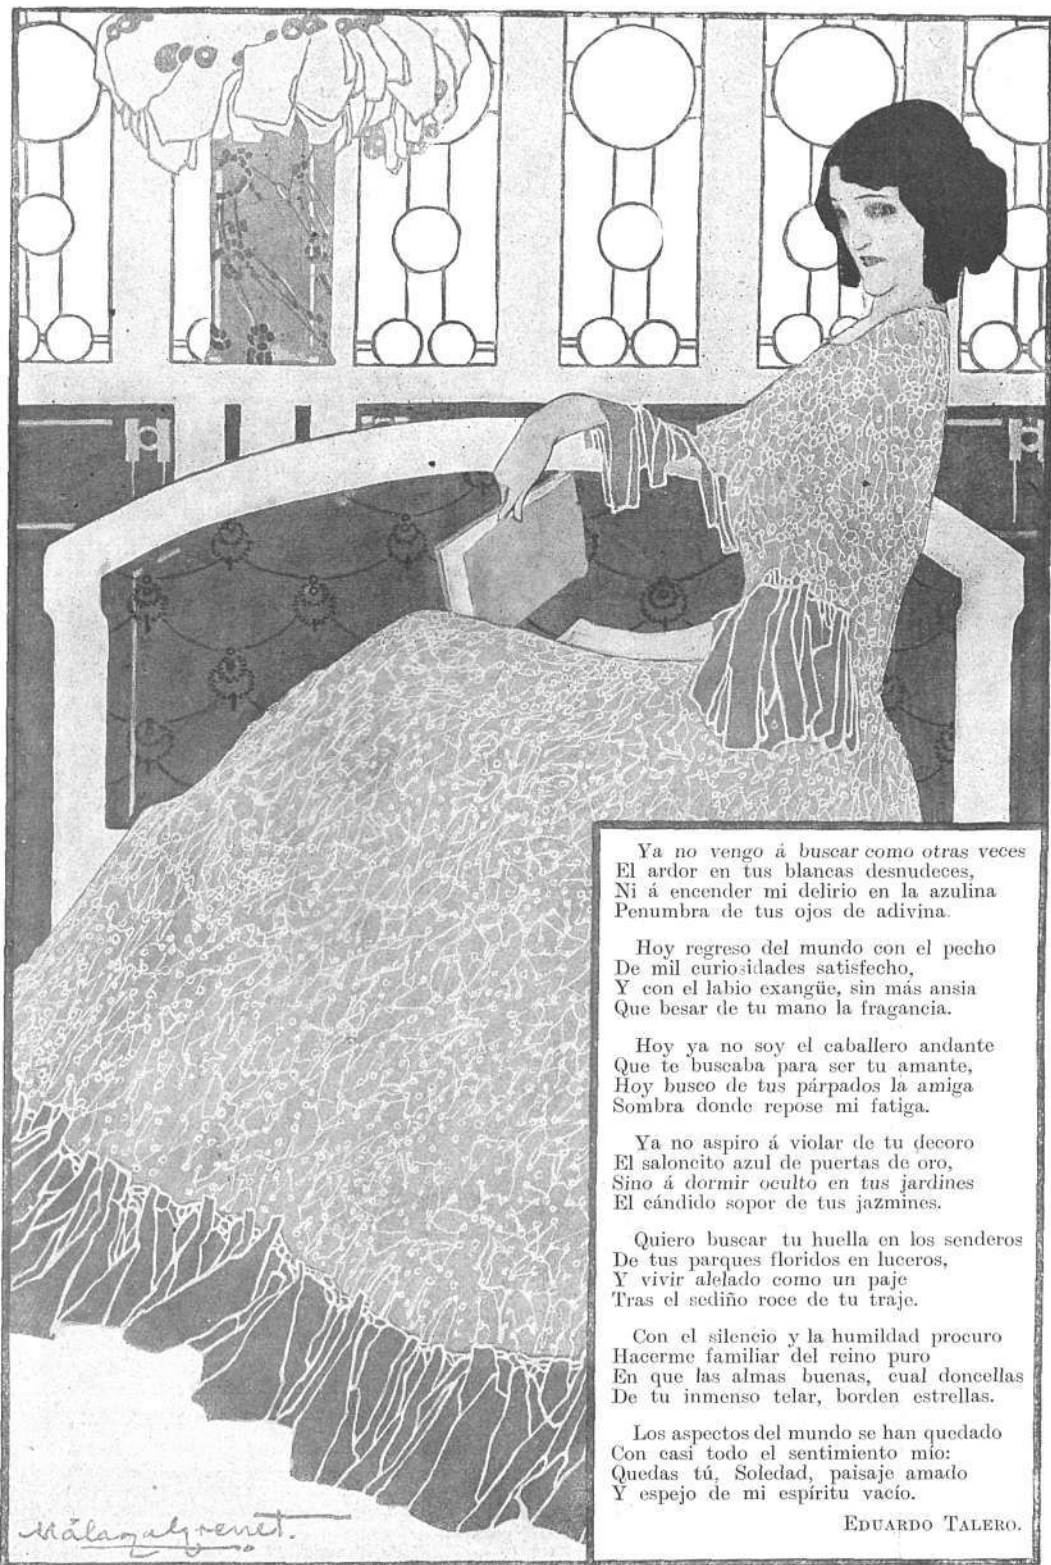 Ya no vengo á buscar como otras veces
El ardor en tus blancas desnudeces,
Ni á encender mi delirio en la azulina
Penumbra de tus ojos de adivina.
Hoy regreso del mundo con el pecho
De mil curiosidades satisfecho,
Y con el labio exangüe, sin más ansia
Que besar de tu mano la fragancia.
Hoy ya no soy el caballero andante
Que te buscaba para ser tu amante,
Hoy busco de tus párpados la amiga
Sombra donde repose mi fatiga.
Ya no aspiro á violar de tu decoro
El saloncito azul de puertas de oro,
Sino á dormir oculto en tus jardines
El cándido sopor de tus jazmines.
Quiero buscar tu huella en los senderos
De tus parques floridos en luceros,
Y vivir alelado como un paje
Tras el sediño roce de tu traje.
Con el silencio y la humildad procuro
Hacerme familiar del reino puro
En que las almas buenas, cual doncellas
De tu inmenso telar, borden estrellas.
Los aspectos del mundo se han quedado
Con casi todo el sentimiento mío:
Quedas tú, Soledad, paisaje amado
Y espejo de mi espíritu vacío.
EDUARDO TALERO.
Málaga Grenet.